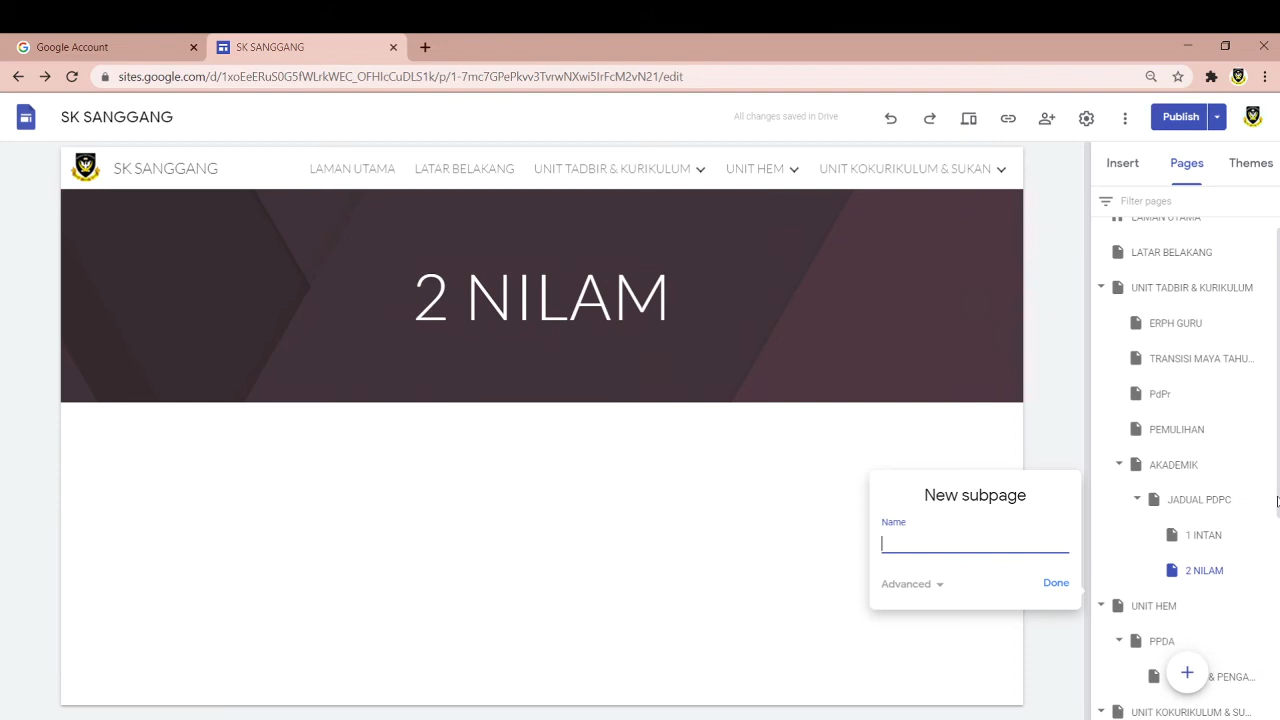 Google Account
SK SANGGANG
sites.google.com/d/1xoEeERuS0G5fWLrkWEC_OFHIcCuDLS1k/p/1-7mc7GPePkvv3TvrwNXwi5IrFcM2vN21/edit
SK SANGGANG
All changes saved in Drive
Publish
SK SANGGANG
LAMAN UTAMA
LATAR BELAKANG
UNIT TADBIR & KURIKULUM
UNIT HEM
UNIT KOKURIKULUM & SUKAN
2 NILAM
Insert
Pages
Themes
Filter pages
LAMAN UTAMA
LATAR BELAKANG
UNIT TADBIR & KURIKULUM
ERPH GURU
TRANSISI MAYA TAHU...
PdPr
PEMULIHAN
AKADEMIK
JADUAL PDPC
1 INTAN
2 NILAM
UNIT HEM
PPDA
& PENGA...
UNIT KOKURIKULUM & SU...
New subpage
Name
Advanced
Done